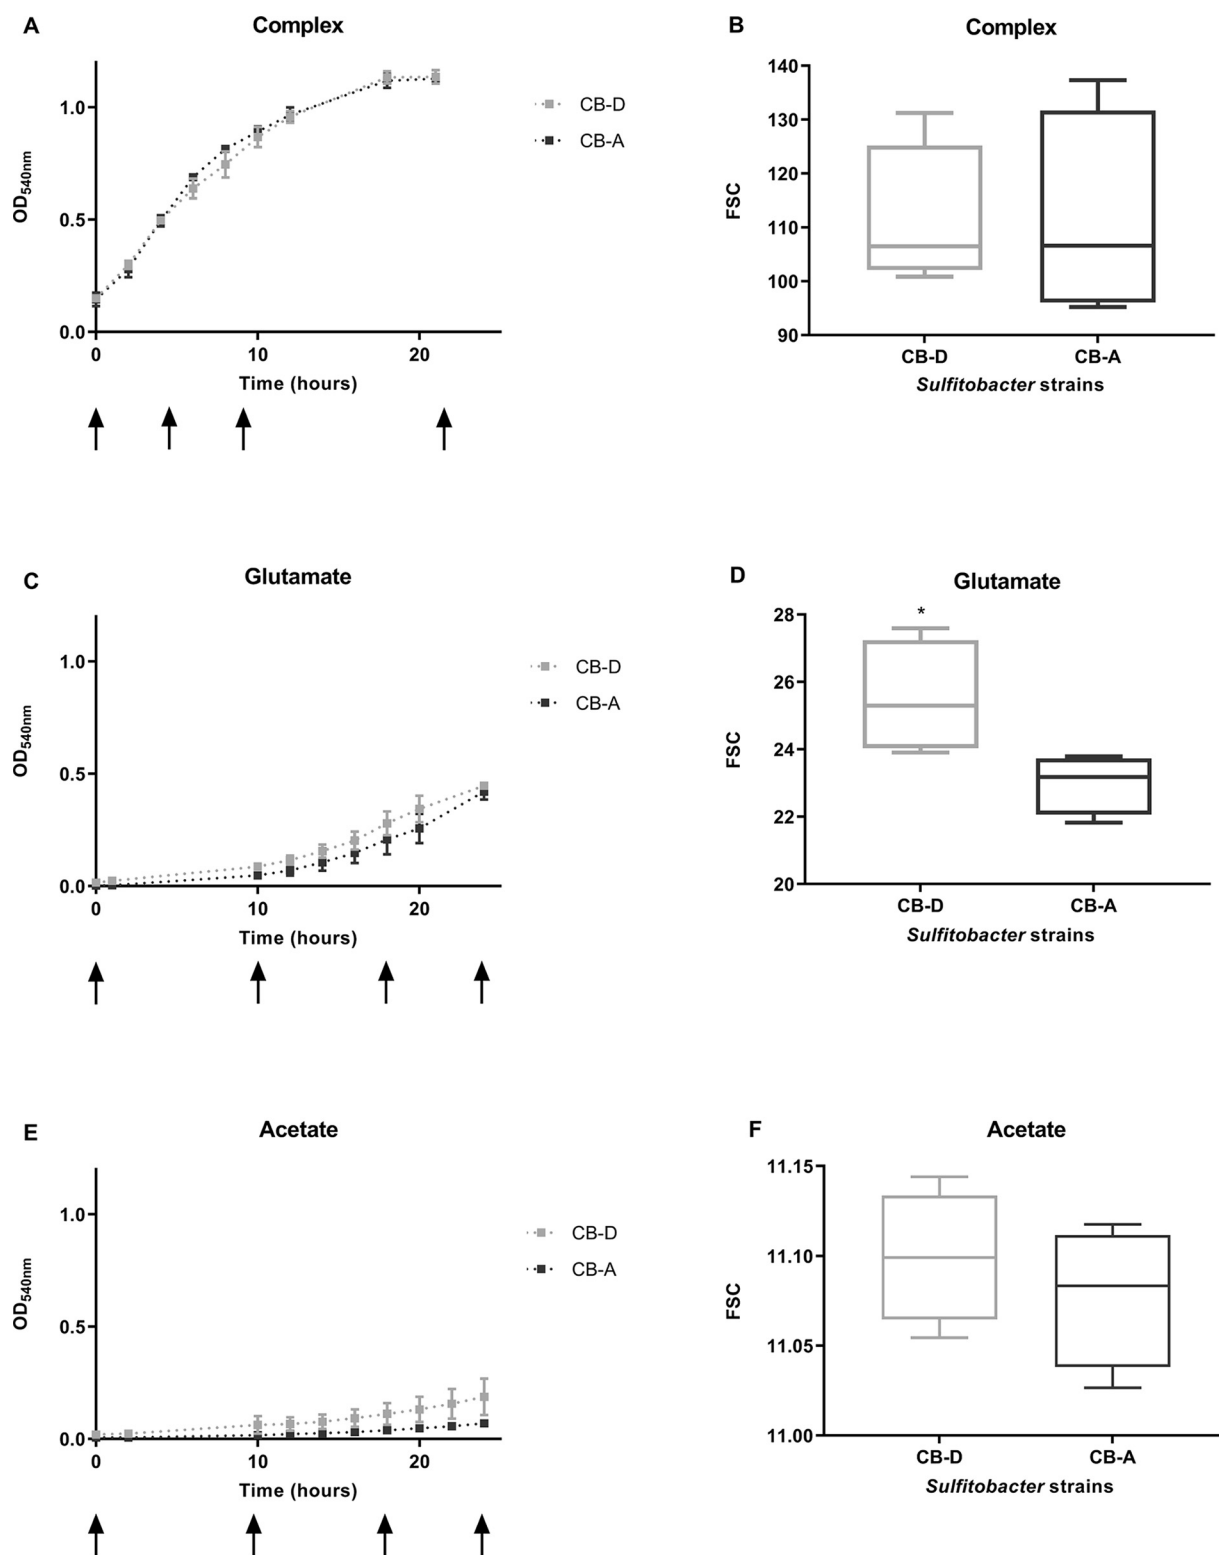 A
Complex
1.0
0.5
0.0
0
10
20
OD540nm
Time (hours)
CB-D
CB-A
B
Complex
140
130
120
110
100
90
FSC
CB-D
CB-A
Sulfitobacter strains
C
Glutamate
1.0
0.5
0.0
0
10
20
OD540nm
Time (hours)
CB-D
CB-A
D
Glutamate
*
28
26
24
22
20
FSC
CB-D
CB-A
Sulfitobacter strains
E
Acetate
1.0
0.5
0.0
0
10
20
OD540nm
Time (hours)
CB-D
CB-A
F
Acetate
11.15
11.10
11.05
11.00
FSC
CB-D
CB-A
Sulfitobacter strains